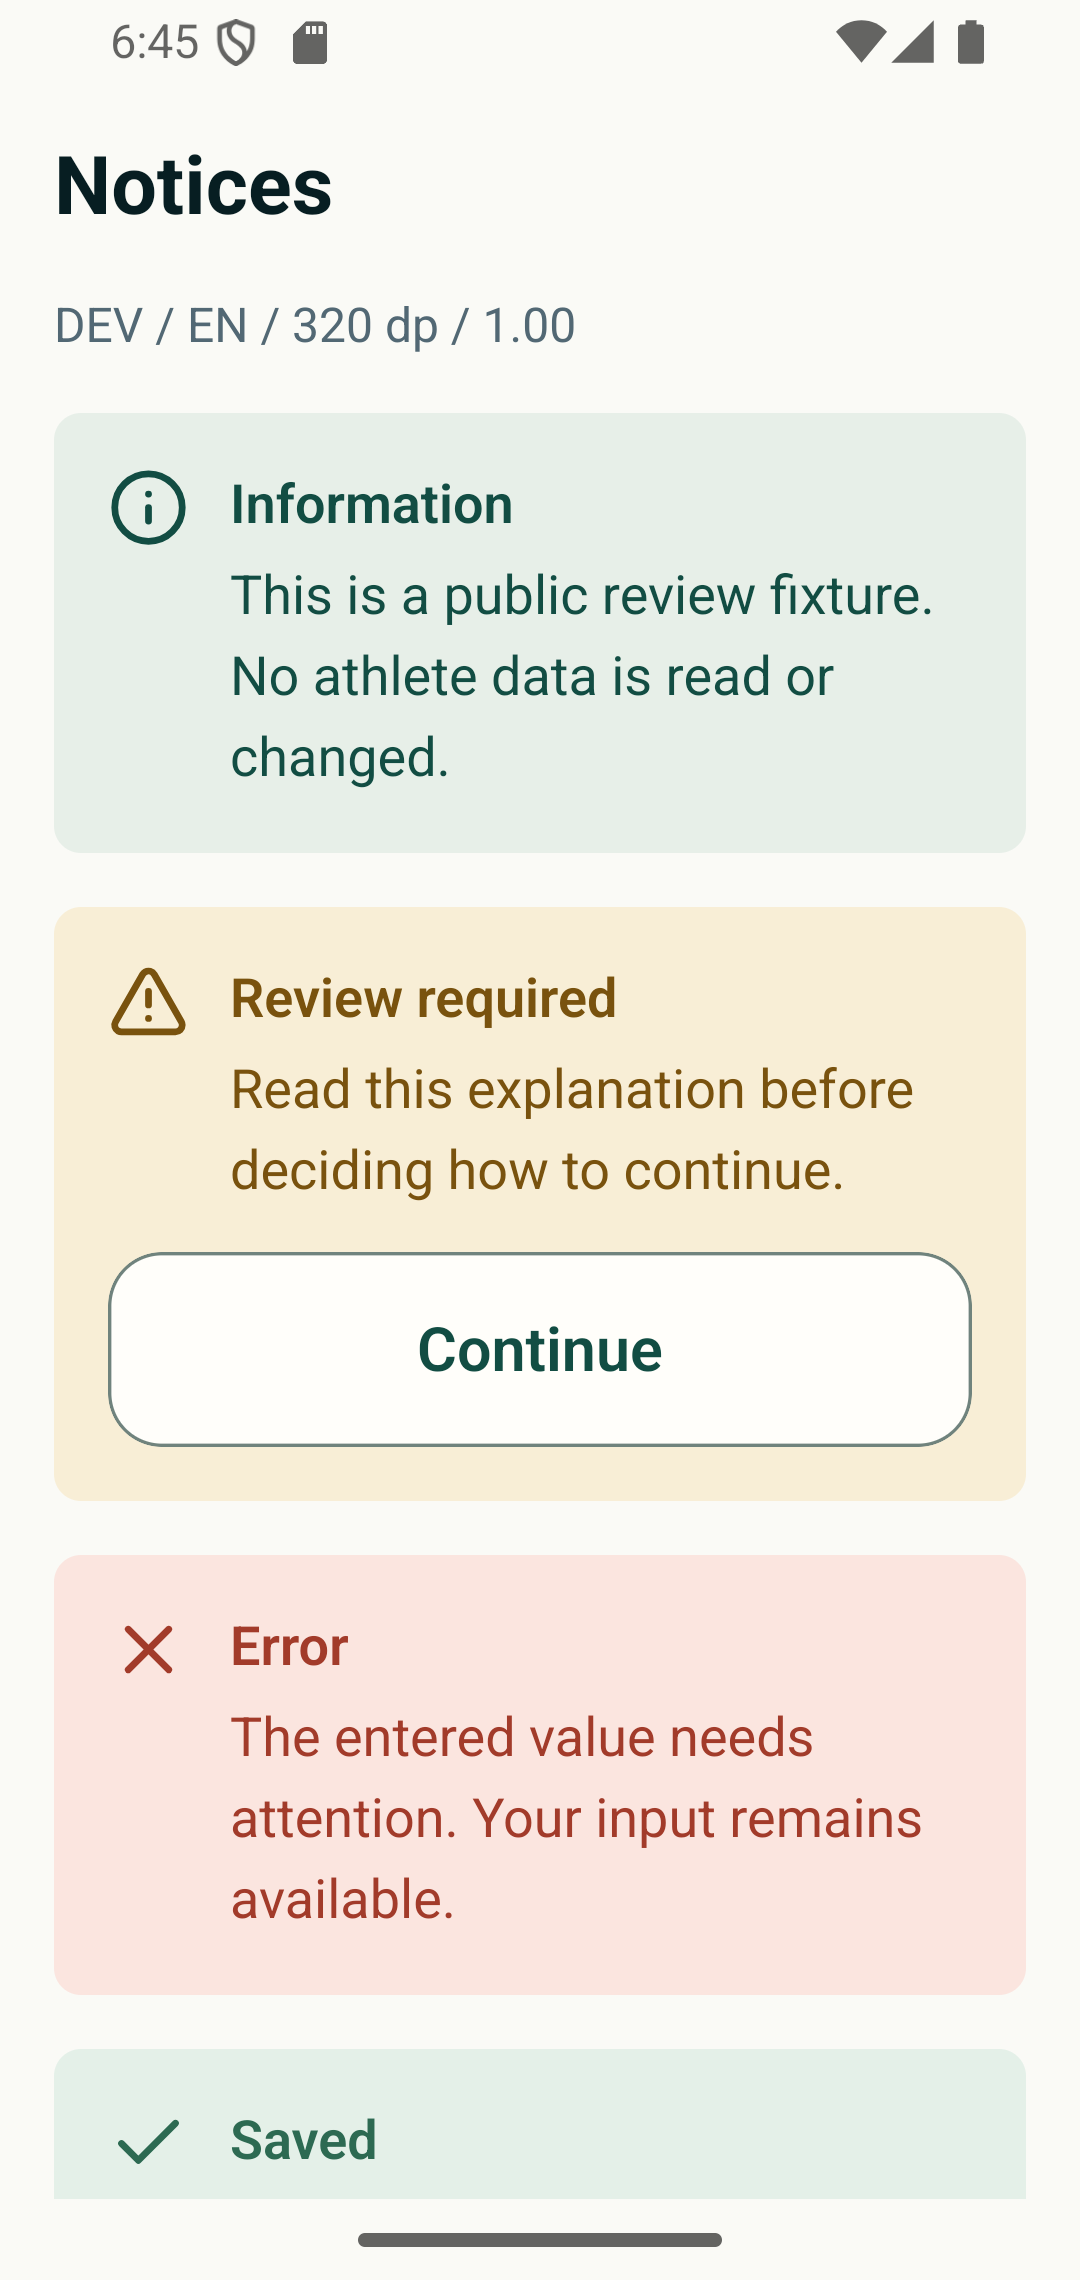 6:45
Notices
DEV / EN / 320 dp / 1.00
Information
This is a public review fixture.
No athlete data is read or
changed.
Review required
Read this explanation before
deciding how to continue.
Continue
Error
The entered value needs
attention. Your input remains
available.
Saved